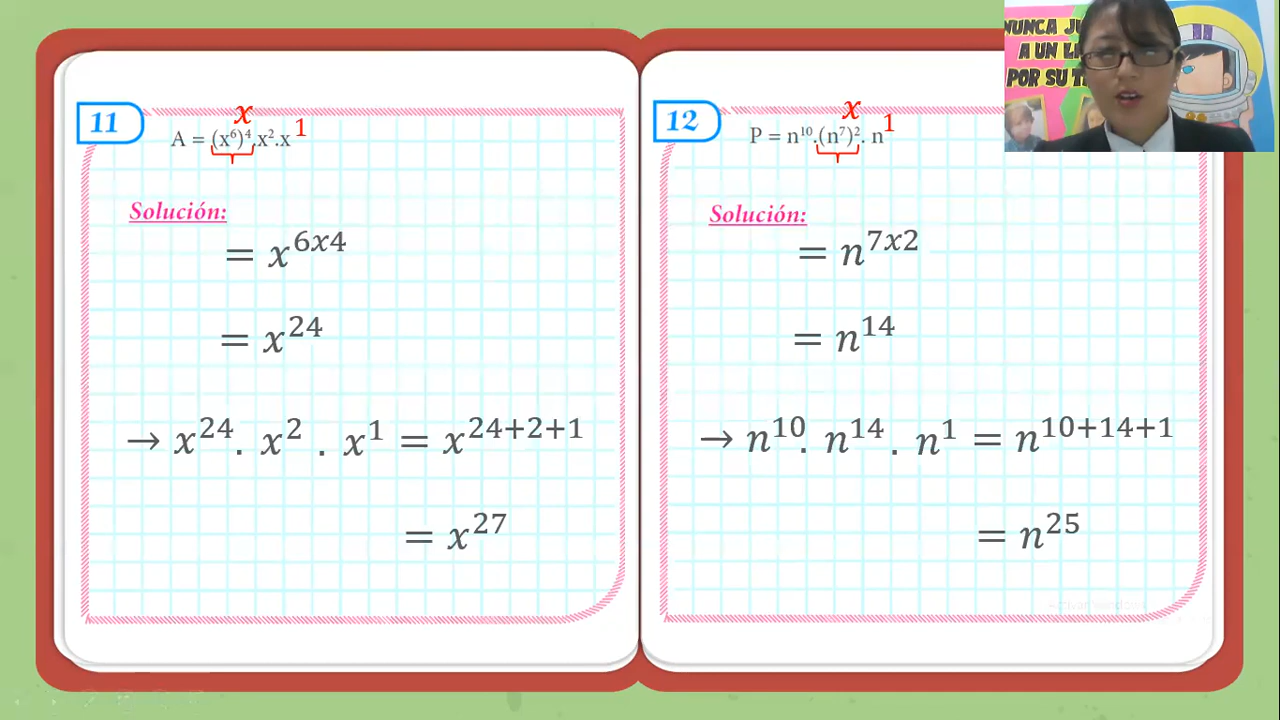 11
x
A = (x⁶)⁴.x².x 1
Solución:
= x^{6x4}
= x^{24}
→ x^{24} . x^{2} . x^{1} = x^{24+2+1}
= x^{27}
12
x
P = n¹⁰.(n⁷)². n 1
Solución:
= n^{7x2}
= n^{14}
→ n^{10} . n^{14} . n^{1} = n^{10+14+1}
= n^{25}
NUNCA
A UN
POR SU